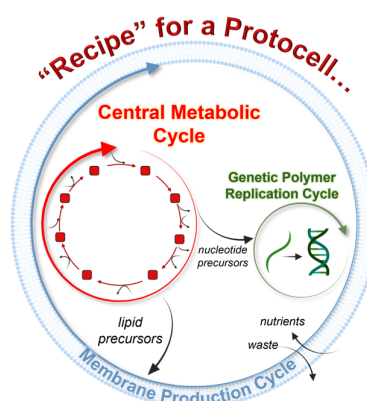 “Recipe” for a Protocell...
Central Metabolic
Cycle
Genetic Polymer
Replication Cycle
nucleotide
precursors
lipid
precursors
nutrients
waste
Membrane Production Cycle